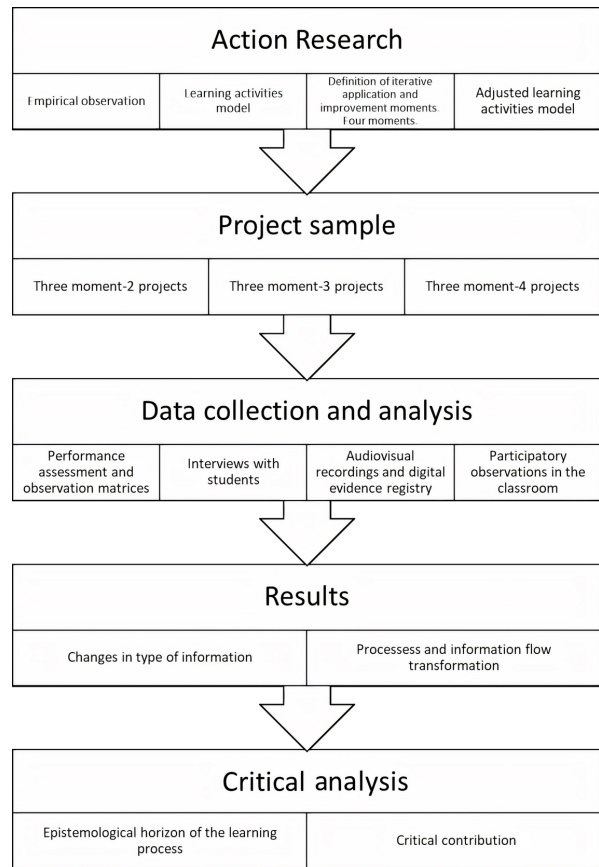 Action Research
Empirical observation
Learning activities
model
Definition of iterative
application and
improvement moments.
Four moments.
Adjusted learning
activities model
Project sample
Three moment-2 projects
Three moment-3 projects
Three moment-4 projects
Data collection and analysis
Performance
assessment and
observation matrices
Interviews with
students
Audiovisual
recordings and digital
evidence registry
Participatory
observations in the
classroom
Results
Changes in type of information
Processess and information flow
transformation
Critical analysis
Epistemological horizon of the learning
process
Critical contribution